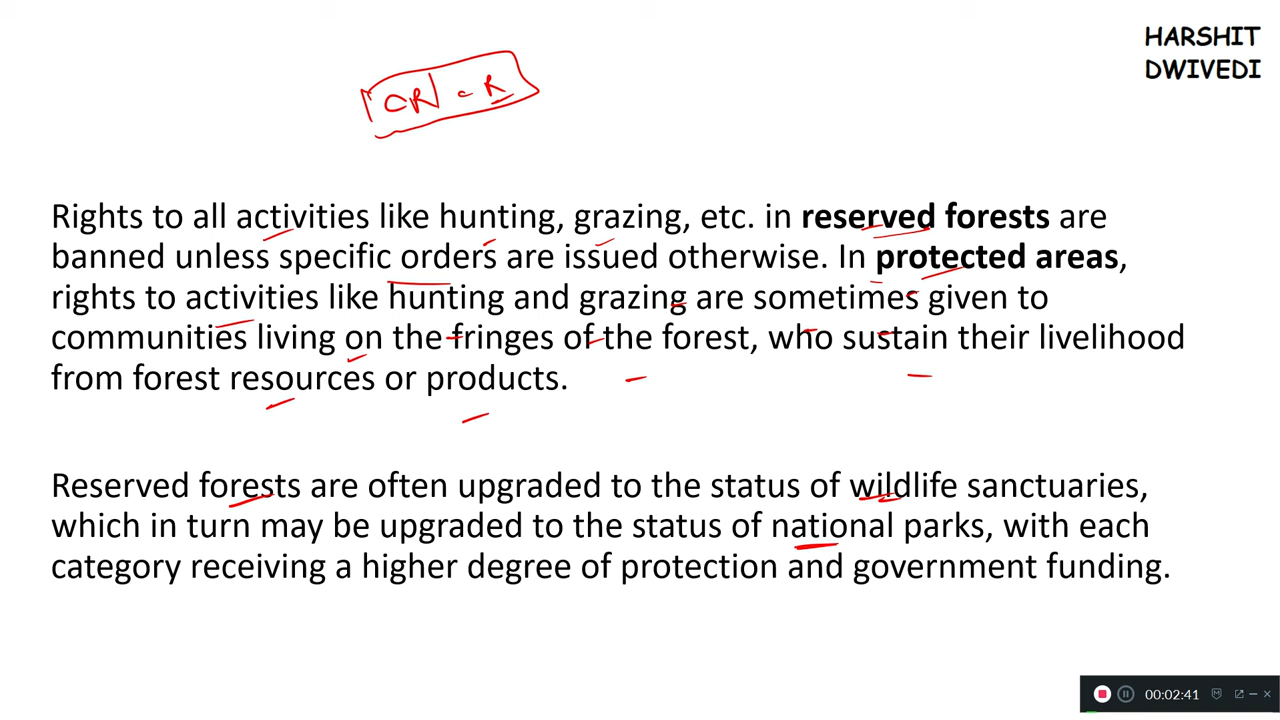 HARSHIT
DWIVEDI
Rights to all activities like hunting, grazing, etc. in reserved forests are
banned unless specific orders are issued otherwise. In protected areas,
rights to activities like hunting and grazing are sometimes given to
communities living on the fringes of the forest, who sustain their livelihood
from forest resources or products.
Reserved forests are often upgraded to the status of wildlife sanctuaries,
which in turn may be upgraded to the status of national parks, with each
category receiving a higher degree of protection and government funding.
00:02:41